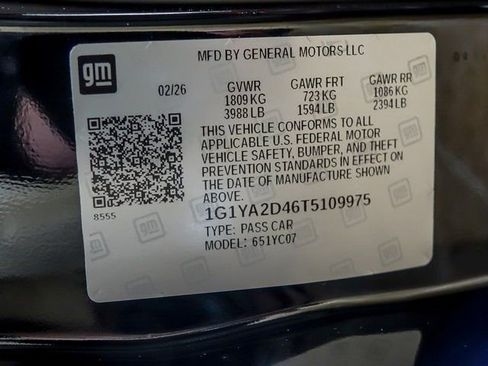 gm
MFD BY GENERAL MOTORS LLC
02/26 GVWR GAWR FRT GAWR RR
1809 KG 723 KG 1086 KG
3988 LB 1594 LB 2394 LB
THIS VEHICLE CONFORMS TO ALL
APPLICABLE U.S. FEDERAL MOTOR
VEHICLE SAFETY, BUMPER, AND THEFT
PREVENTION STANDARDS IN EFFECT ON
THE DATE OF MANUFACTURE SHOWN
ABOVE.
8555
1G1YA2D46T5109975
TYPE: PASS CAR
MODEL: 651YC07